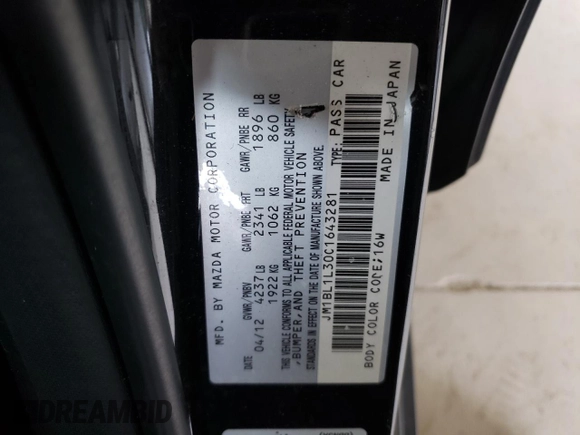 MFD. BY MAZDA MOTOR CORPORATION
GVWR/PNBV GAWR/PNBE FRT GAWR/PNBE RR
DATE 04/12 4237 LB 2341 LB 1896 LB
1922 KG 1062 KG 860 KG
THIS VEHICLE CONFORMS TO ALL APPLICABLE FEDERAL MOTOR VEHICLE SAFETY,
BUMPER, AND THEFT PREVENTION
STANDARDS IN EFFECT ON THE DATE OF MANUFACTURE SHOWN ABOVE.
JM1BL1L30C1643281 TYPE: PASS CAR
BODY COLOR CODE;16W MADE IN JAPAN
DREAMBID